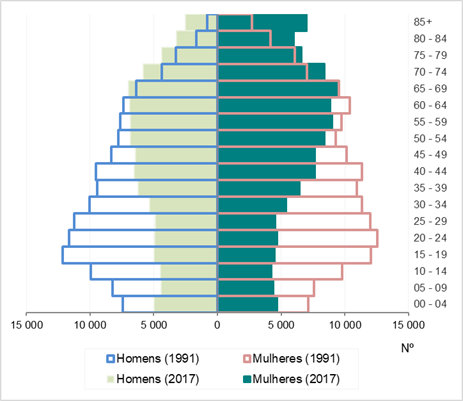 85+
80 - 84
75 - 79
70 - 74
65 - 69
60 - 64
55 - 59
50 - 54
45 - 49
40 - 44
35 - 39
30 - 34
25 - 29
20 - 24
15 - 19
10 - 14
05 - 09
00 - 04
15 000 10 000 5 000 0 5 000 10 000 15 000
Nº
Homens (1991) Mulheres (1991)
Homens (2017) Mulheres (2017)